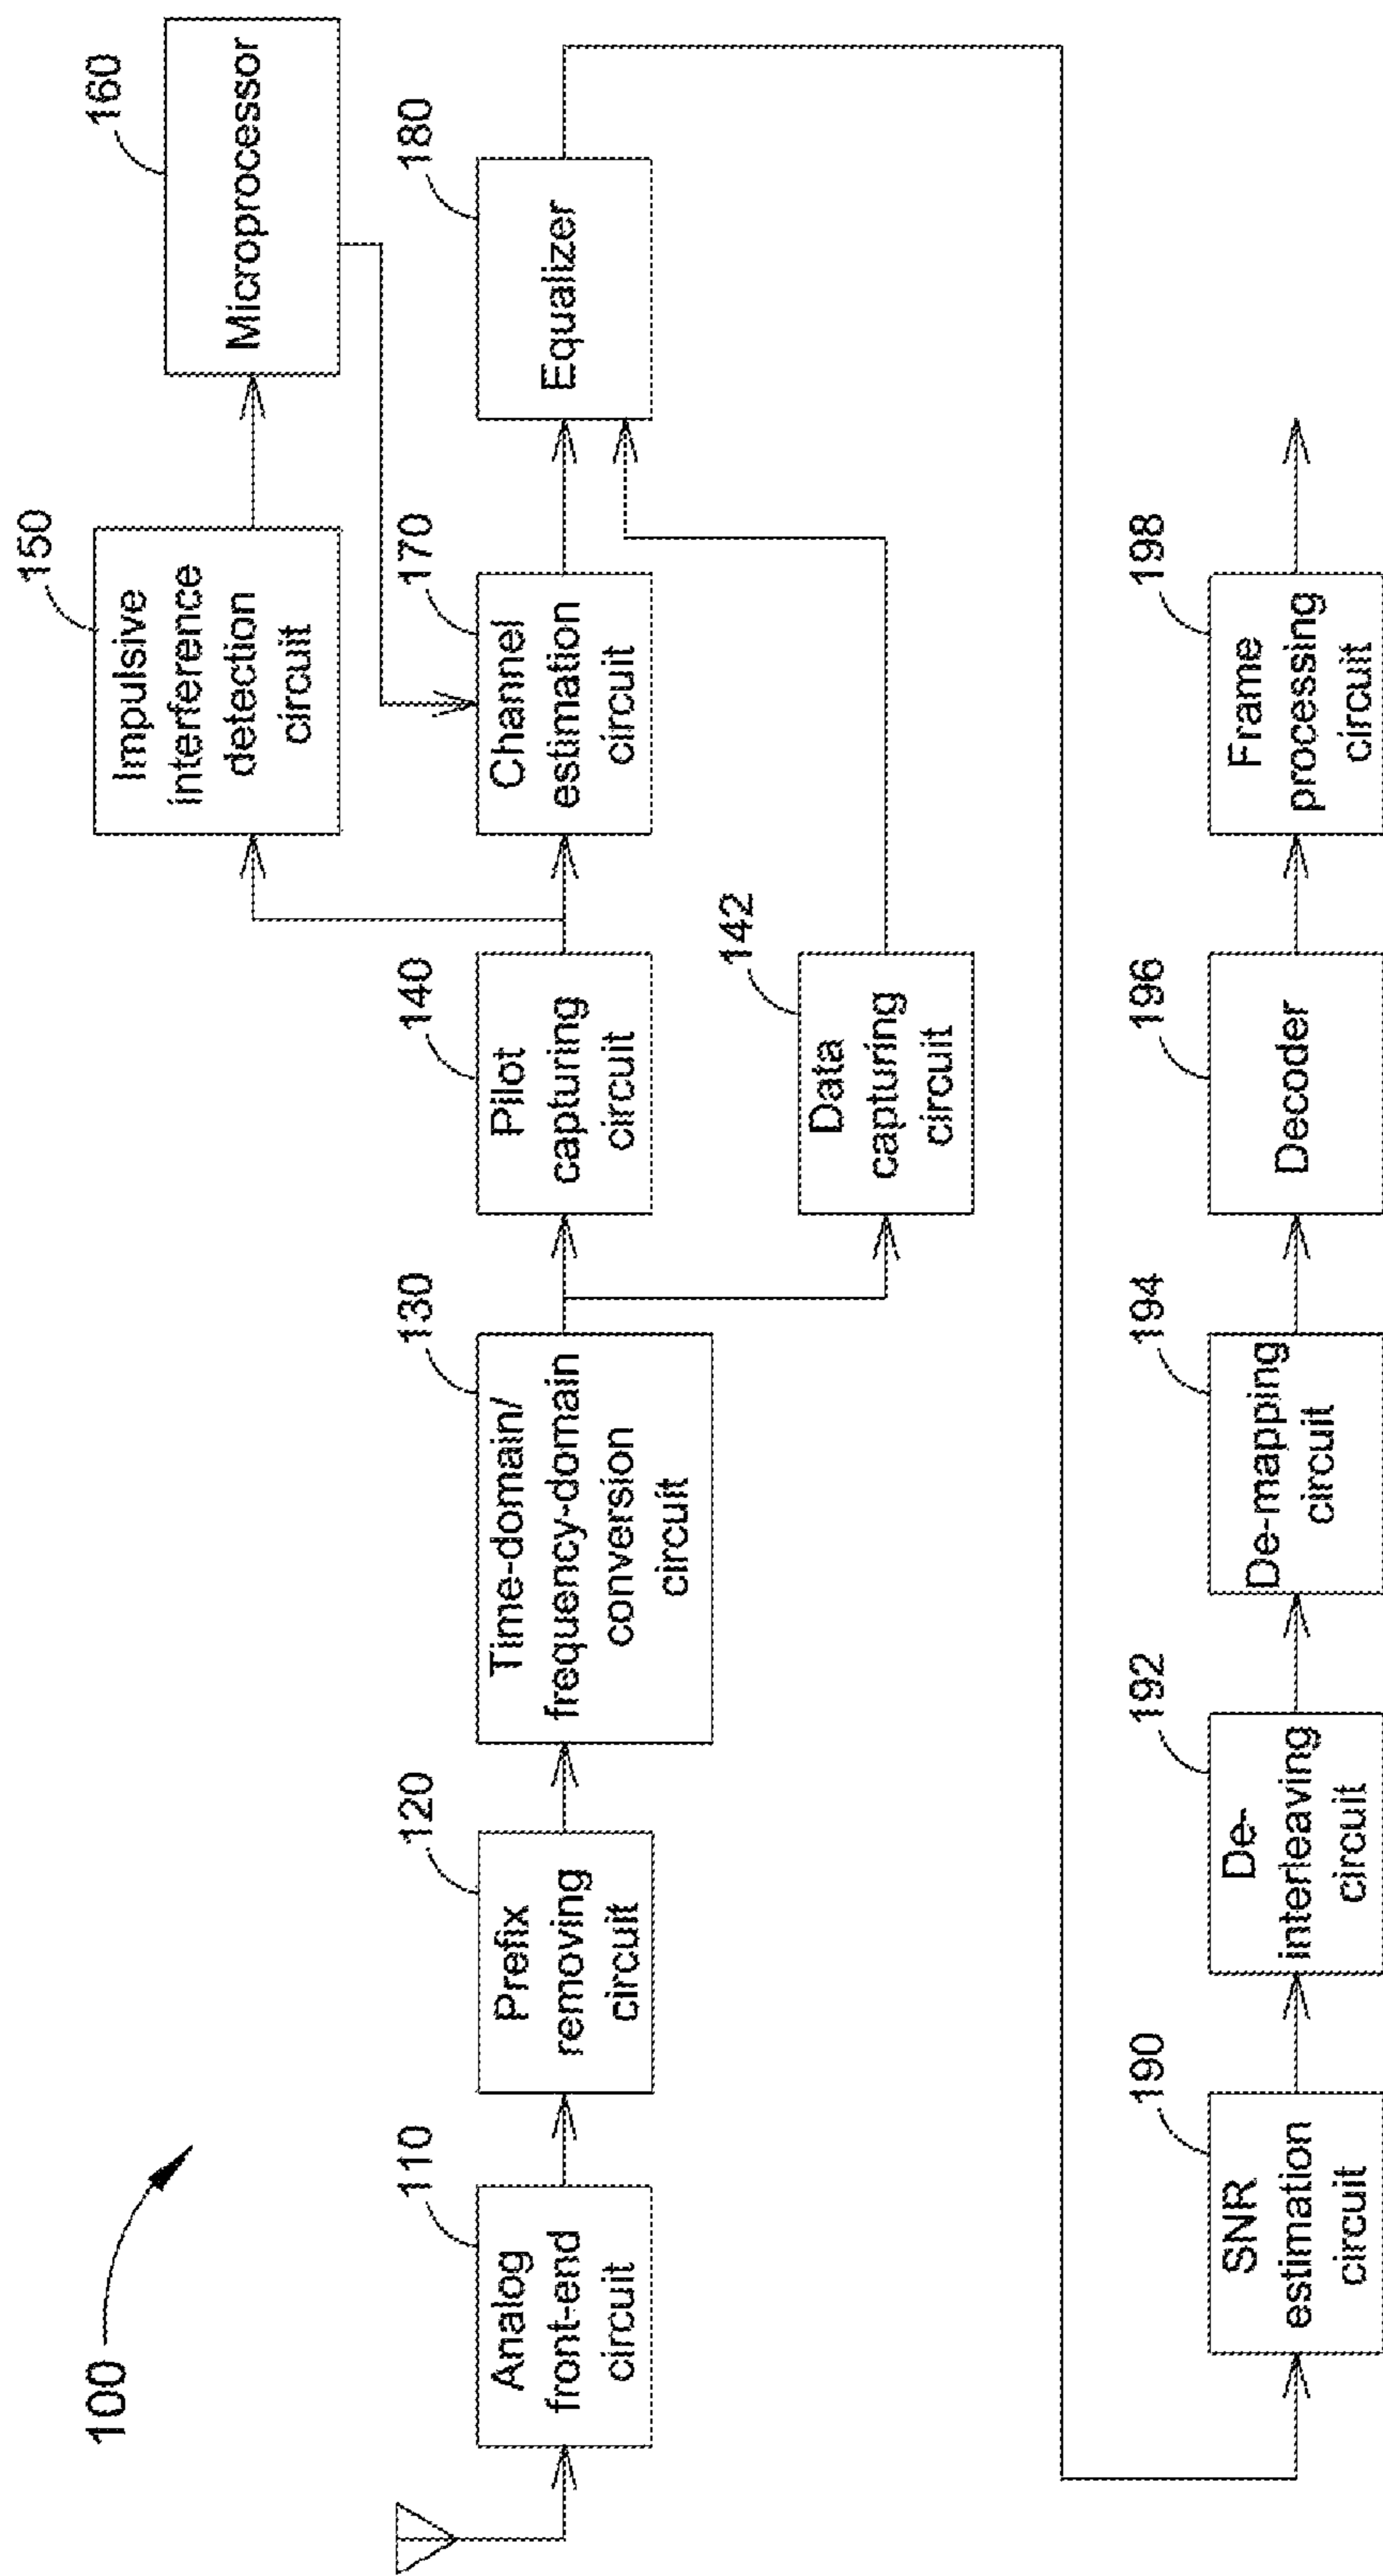 100
110
Analog
front-end
circuit
120
Prefix
removing
circuit
130
Time-domain/
frequency-domain
conversion
circuit
140
Pilot
capturing
circuit
142
Data
capturing
circuit
150
Impulsive
interference
detection
circuit
160
Microprocessor
170
Channel
estimation
circuit
180
Equalizer
190
SNR
estimation
circuit
192
De-
interleaving
circuit
194
De-mapping
circuit
196
Decoder
198
Frame
processing
circuit